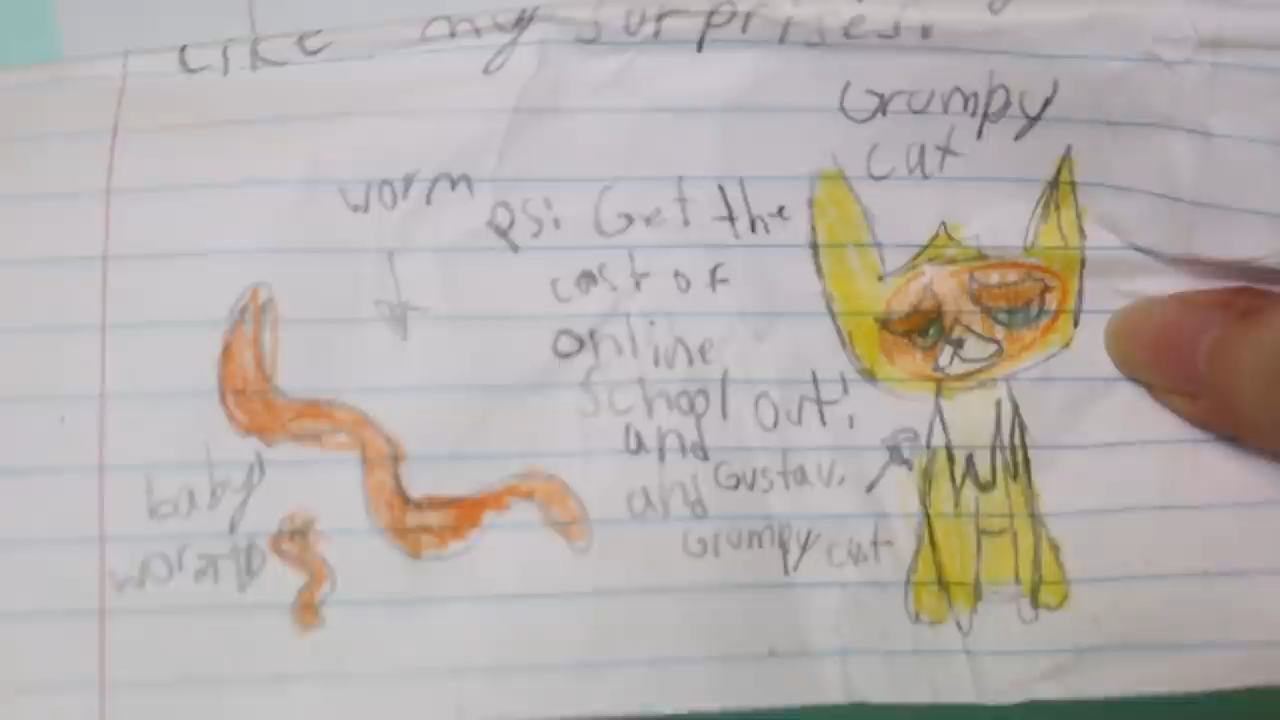 Like my surprises.
Grumpy
cat
worm
ps: Get the
cast of
online
School out!
and
and Gustav.
Grumpy cat
baby
worm